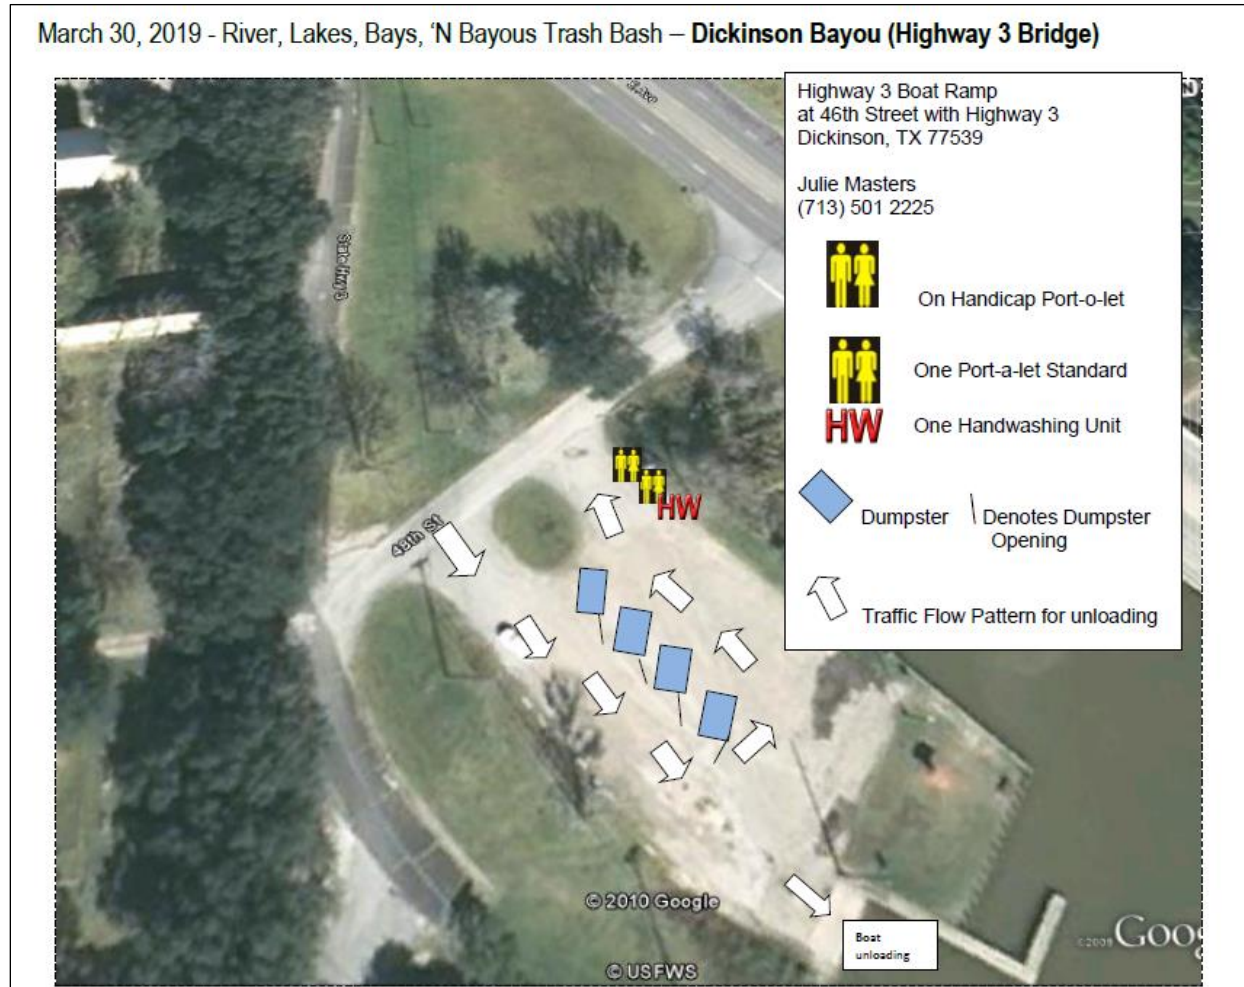 March 30, 2019 - River, Lakes, Bays, ‘N Bayous Trash Bash – Dickinson Bayou (Highway 3 Bridge)
Highway 3 Boat Ramp
at 46th Street with Highway 3
Dickinson, TX 77539
Julie Masters
(713) 501 2225
On Handicap Port-o-let
One Port-a-let Standard
HW One Handwashing Unit
Dumpster
Denotes Dumpster
Opening
Traffic Flow Pattern for unloading
E Ave
State Hwy 3
HW
49th St
© 2010 Google
© 2009 Goo
Boat
unloading
© USFWS
N